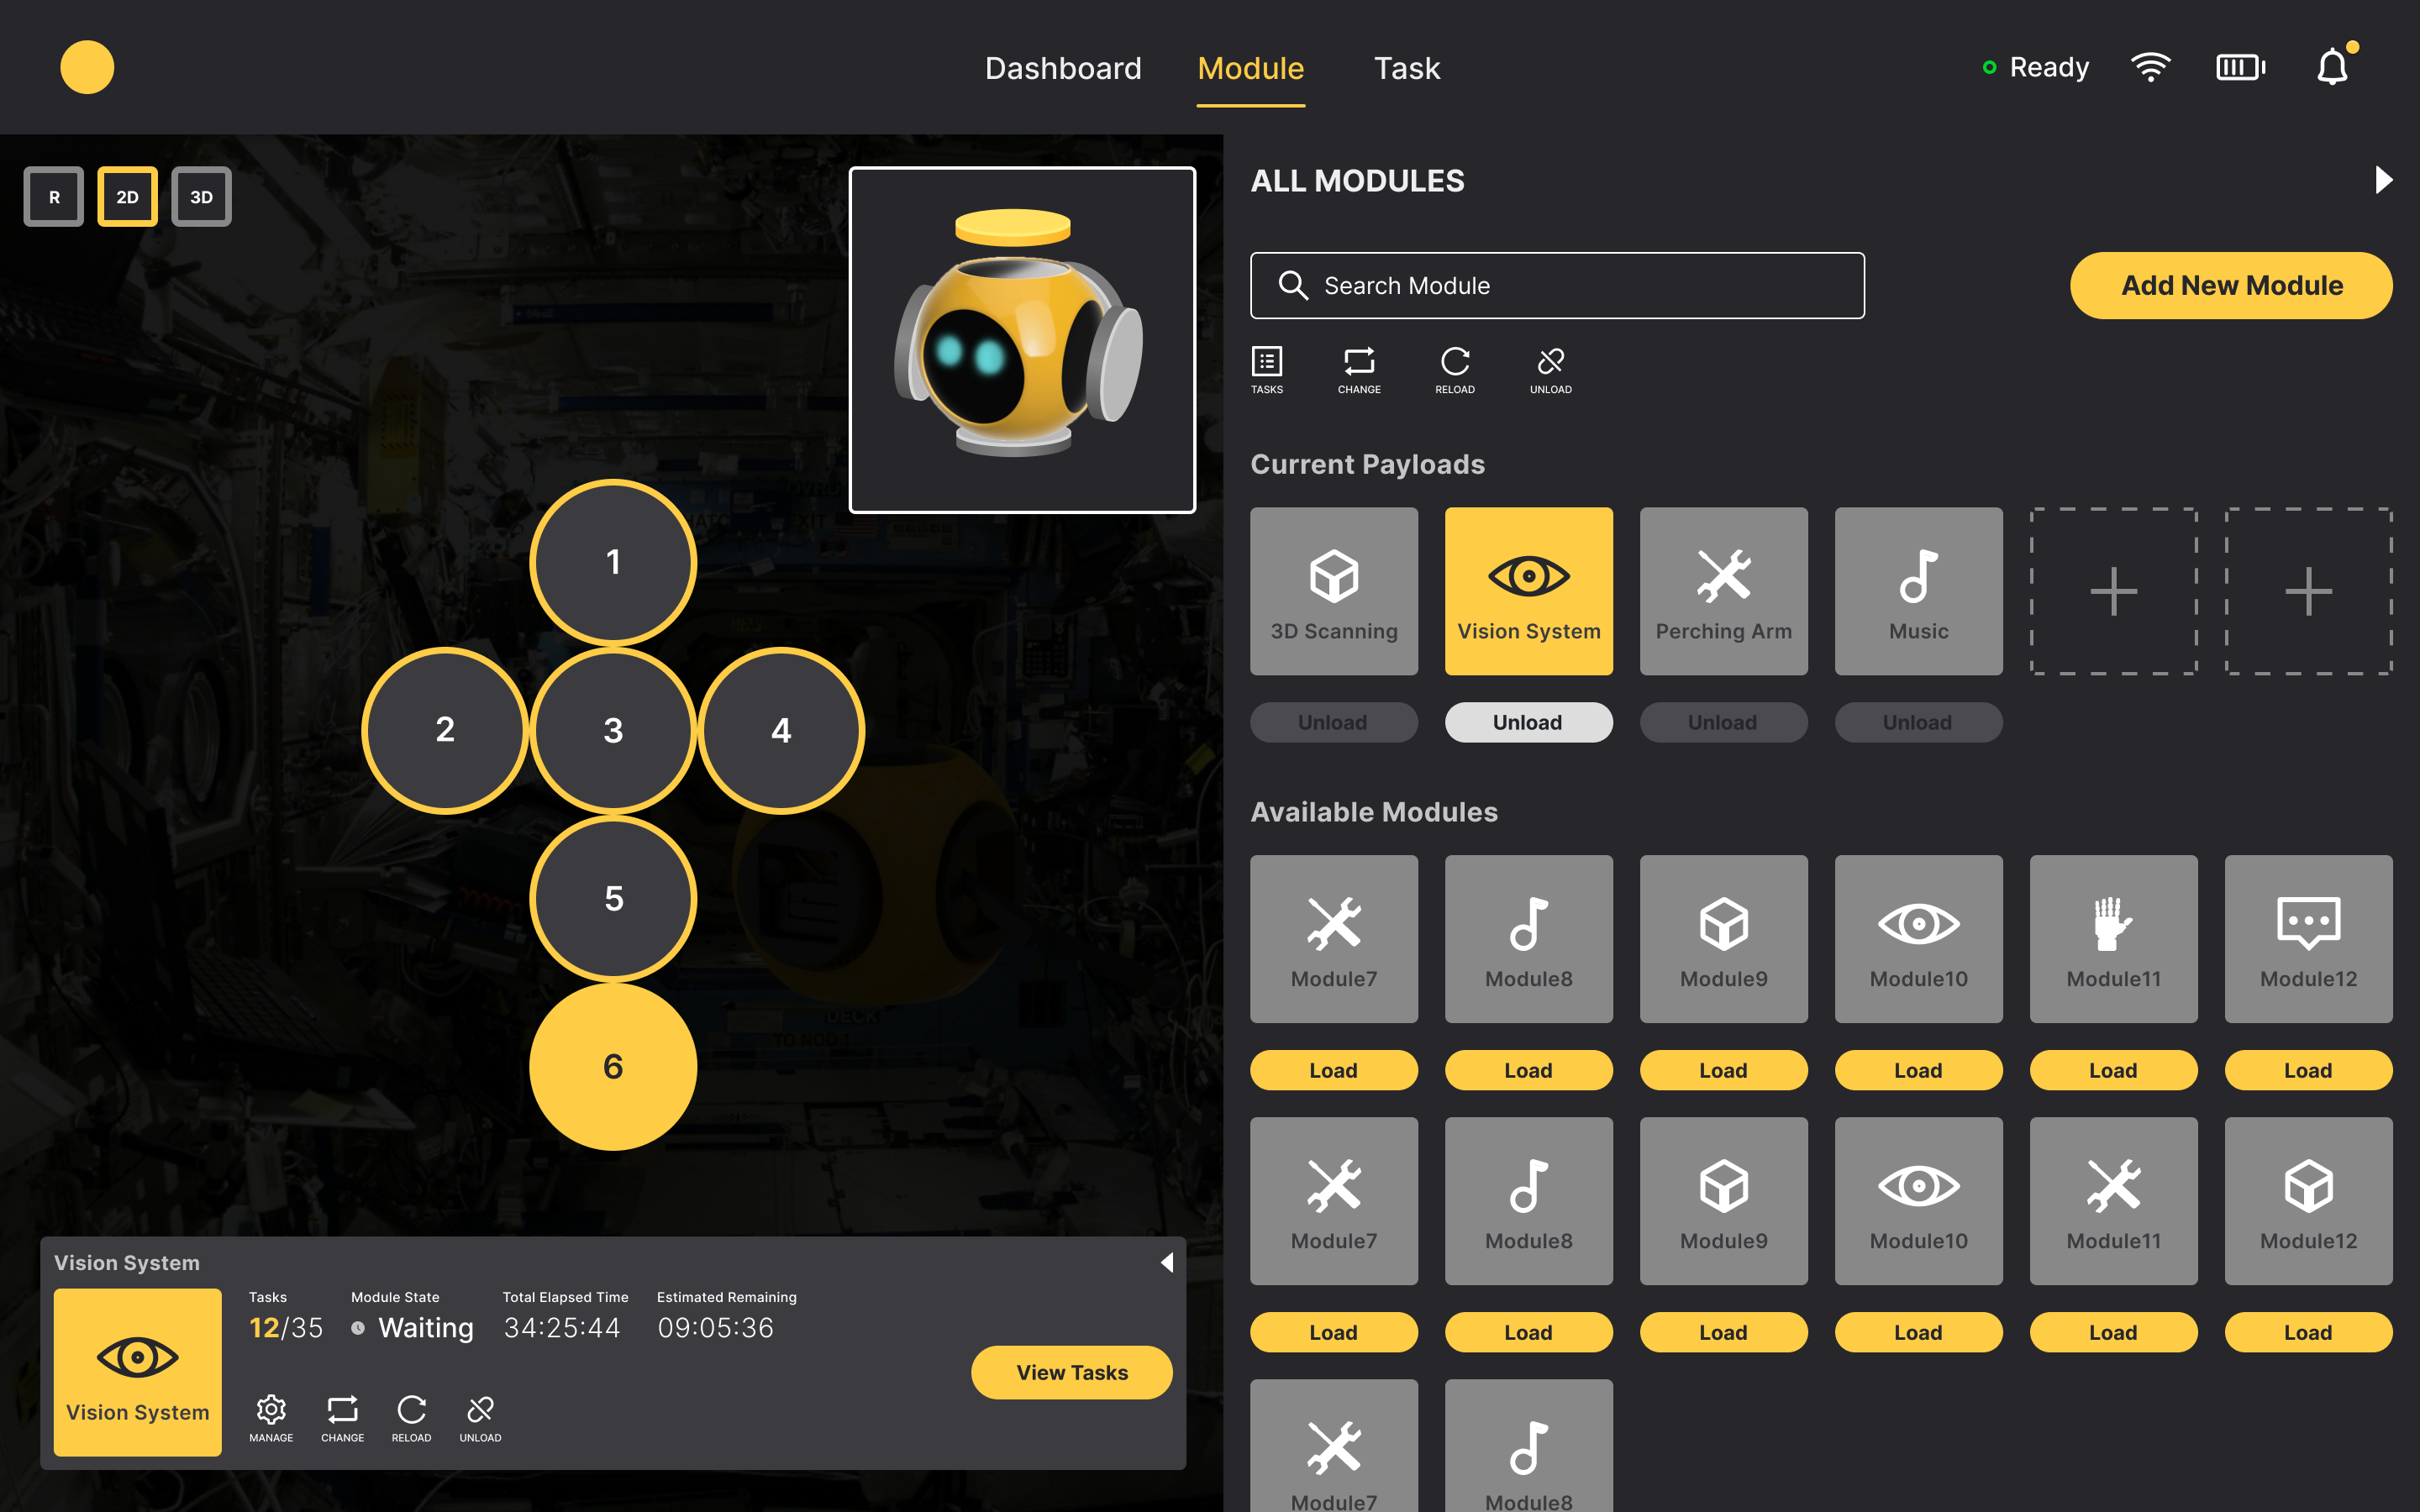 Dashboard Module Task
Ready
R 2D 3D
1
2 3 4
5
6
EXIT
DECK
Vision System
Tasks Module State Total Elapsed Time Estimated Remaining
12/35 Waiting 34:25:44 09:05:36
Vision System
MANAGE CHANGE RELOAD UNLOAD
View Tasks
ALL MODULES
Search Module
Add New Module
TASKS CHANGE RELOAD UNLOAD
Current Payloads
3D Scanning Vision System Perching Arm Music
Unload Unload Unload Unload
Available Modules
Module7 Module8 Module9 Module10 Module11 Module12
Load Load Load Load Load Load
Module7 Module8 Module9 Module10 Module11 Module12
Load Load Load Load Load Load
Module7 Module8